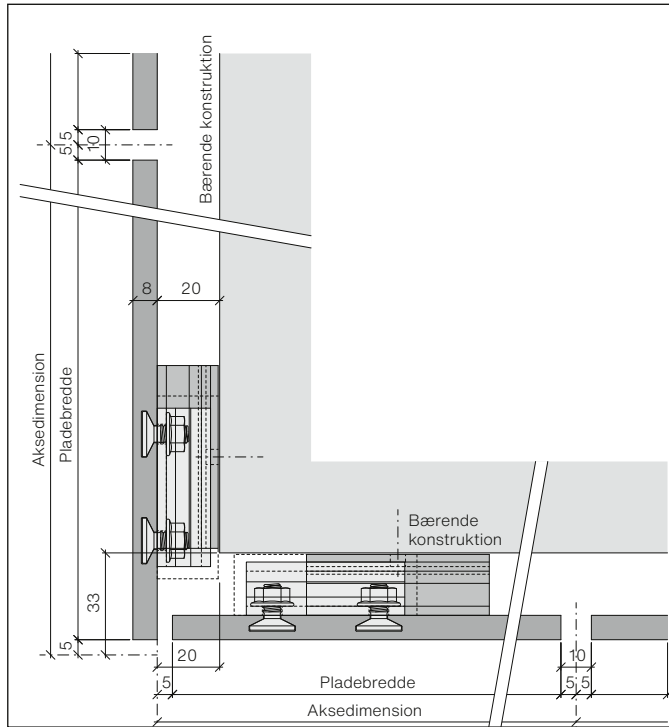 5 5
10
Bærende konstruktion
8
20
Aksedimension
Pladebredde
Bærende
konstruktion
33
5
20
10
5
Pladebredde
5 5
Aksedimension